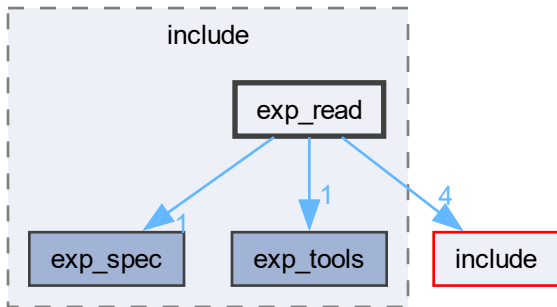 include
exp_read
1
1
4
exp_spec
exp_tools
include